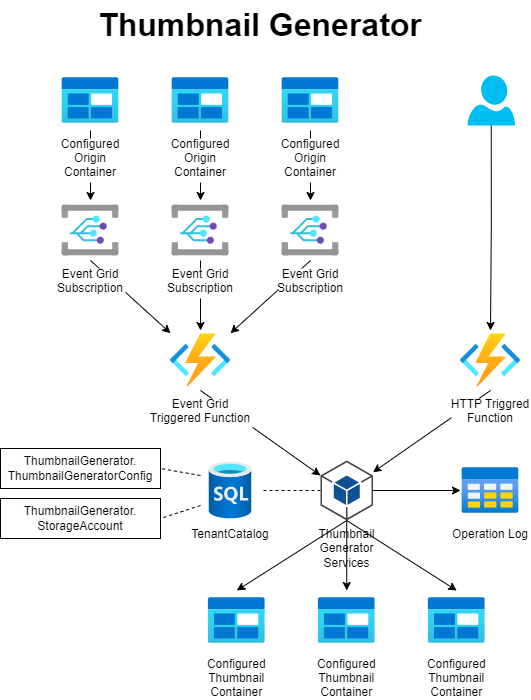 Thumbnail Generator
Configured
Origin
Container
Configured
Origin
Container
Configured
Origin
Container
Event Grid
Subscription
Event Grid
Subscription
Event Grid
Subscription
Event Grid
Triggered Function
HTTP Triggred
Function
ThumbnailGenerator.
ThumbnailGeneratorConfig
ThumbnailGenerator.
StorageAccount
SQL
TenantCatalog
Thumbnail
Generator
Services
Operation Log
Configured
Thumbnail
Container
Configured
Thumbnail
Container
Configured
Thumbnail
Container